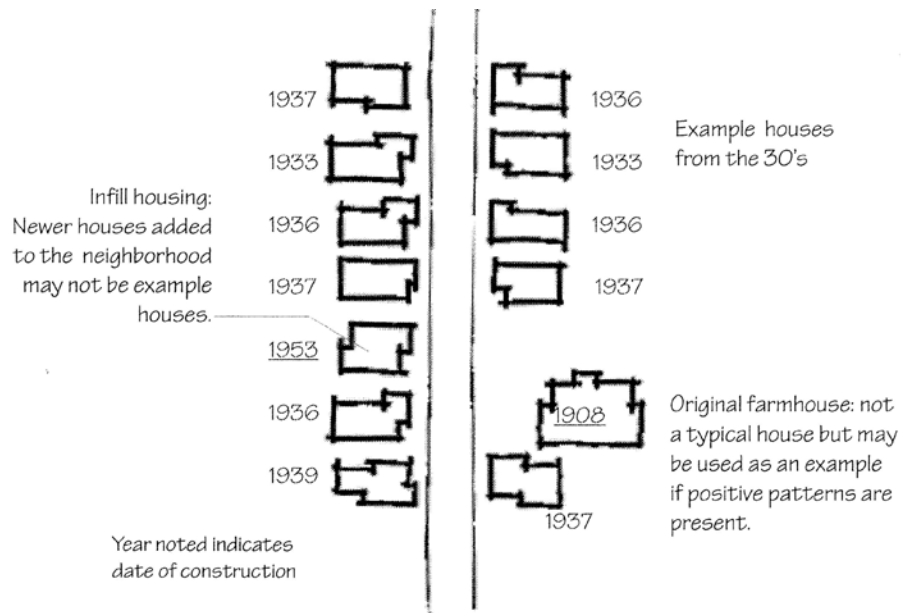 1937
1933
Infill housing:
Newer houses added
to the neighborhood
may not be example
houses.
1936
1937
1953
1936
1939
Year noted indicates
date of construction
1936
1933
1936
1937
Example houses
from the 30's
1908
1937
Original farmhouse: not
a typical house but may
be used as an example
if positive patterns are
present.